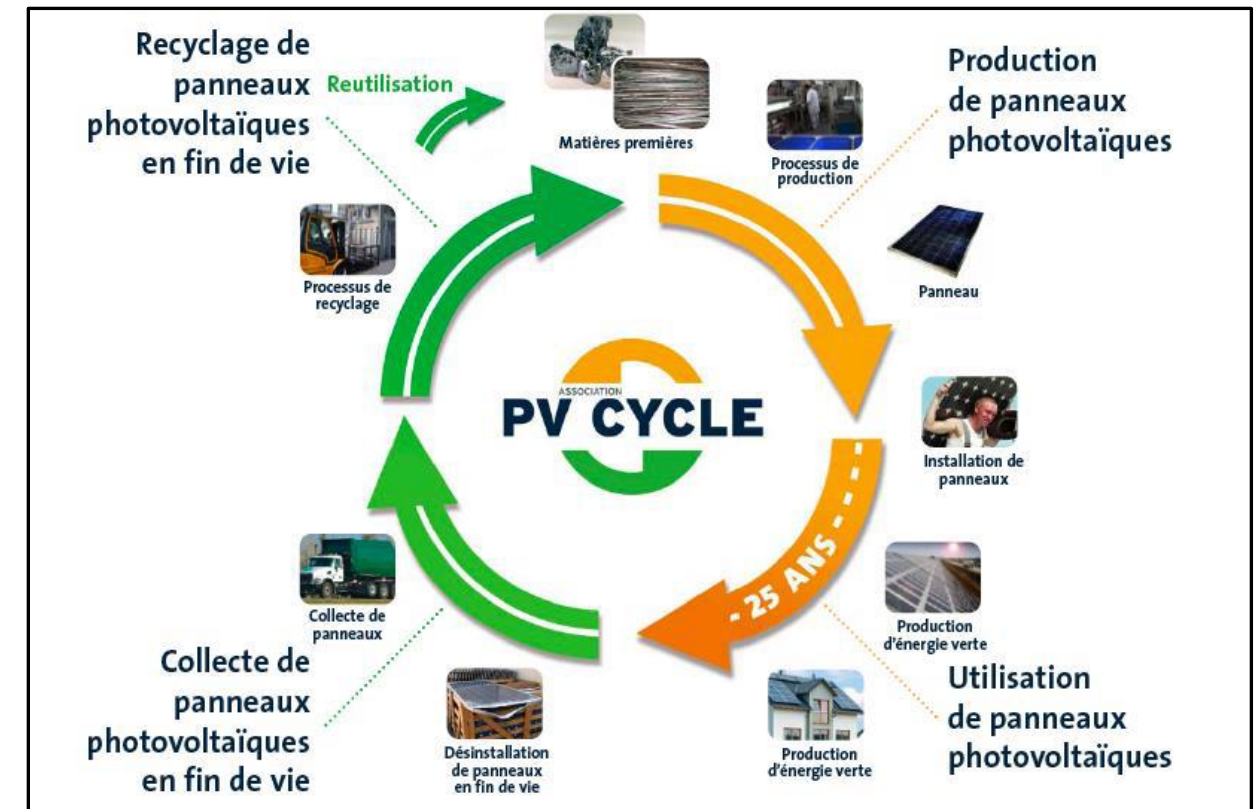 Recyclage de
panneaux
photovoltaïques
en fin de vie
Reutilisation
Matières premières
Processus de
production
Production
de panneaux
photovoltaïques
Panneau
Installation de
panneaux
- 25 ANS -
Production
d'énergie verte
Utilisation
de panneaux
photovoltaïques
Production
d'énergie verte
Désinstallation
de panneaux
en fin de vie
Collecte de
panneaux
Collecte de
panneaux
photovoltaïques
en fin de vie
Processus de
recyclage
ASSOCIATION
PV CYCLE